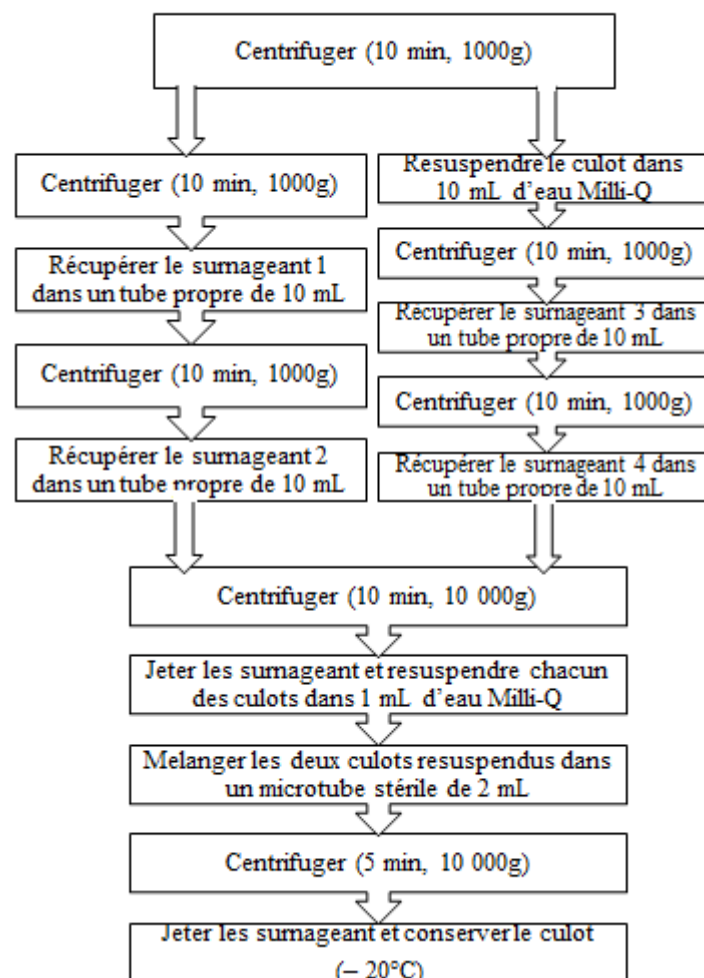 Centrifuger (10 min, 1000g)
Centrifuger (10 min, 1000g)
Récupérer le surnageant 1
dans un tube propre de 10 mL
Centrifuger (10 min, 1000g)
Récupérer le surnageant 2
dans un tube propre de 10 mL
Resuspendre le culot dans
10 mL d’eau Milli-Q
Centrifuger (10 min, 1000g)
Récupérer le surnageant 3 dans
un tube propre de 10 mL
Centrifuger (10 min, 1000g)
Récupérer le surnageant 4 dans
un tube propre de 10 mL
Centrifuger (10 min, 10 000g)
Jeter les surnageant et resuspendre chacun
des culots dans 1 mL d’eau Milli-Q
Melanger les deux culots resuspendus dans
un microtube stérile de 2 mL
Centrifuger (5 min, 10 000g)
Jeter les surnageant et conserver le culot
(– 20°C)